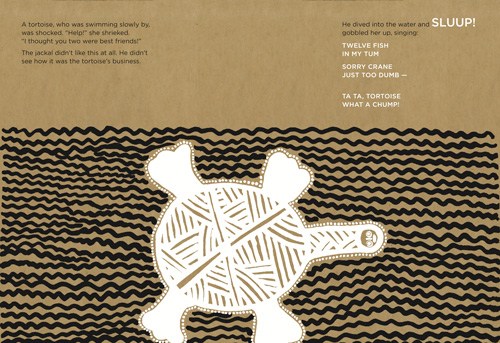 A tortoise, who was swimming slowly by,
was shocked. “Help!” she shrieked.
“I thought you two were best friends!”
The jackal didn’t like this at all. He didn’t
see how it was the tortoise’s business.
He dived into the water and SLUUP!
gobbled her up, singing:
TWELVE FISH
IN MY TUM
SORRY CRANE
JUST TOO DUMB —
TA TA, TORTOISE
WHAT A CHUMP!